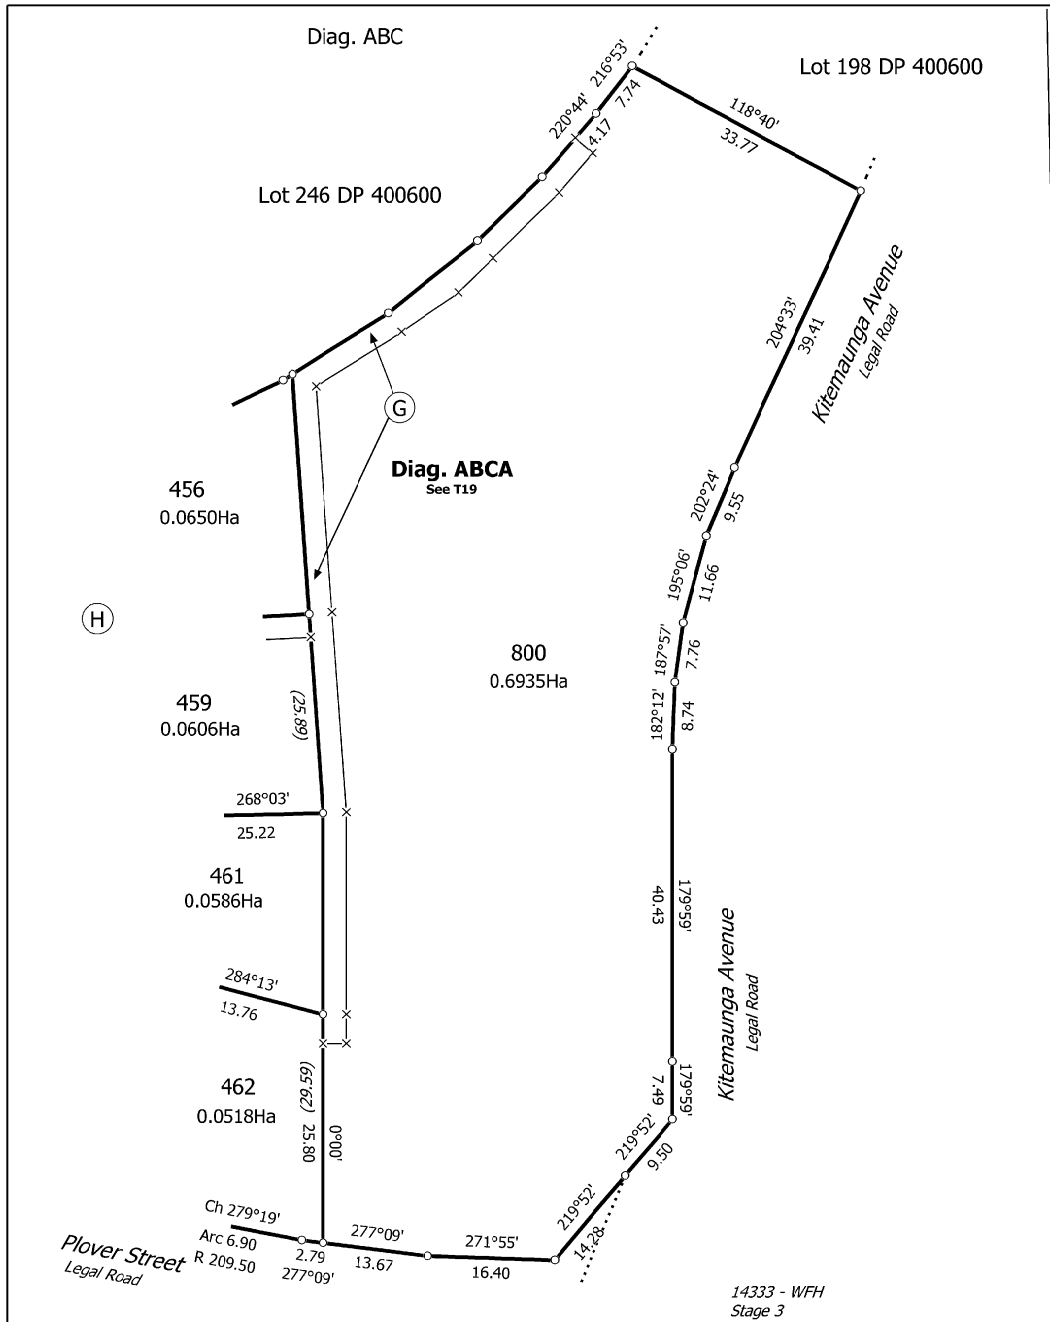 Diag. ABC
Lot 198 DP 400600
216°53'
7.74
220°44'
4.17
118°40'
33.77
Lot 246 DP 400600
204°33'
39.41
Kitemaunga Avenue
Legal Road
G
Diag. ABCA
See T19
456
0.0650Ha
202°24'
9.55
195°06'
11.66
H
187°57'
7.76
800
0.6935Ha
182°12'
8.74
459
0.0606Ha
(25.89)
268°03'
25.22
461
0.0586Ha
179°59'
40.43
Kitemaunga Avenue
Legal Road
284°13'
13.76
462
0.0518Ha
(65.62)
25.80
0°00'
179°59'
7.49
219°52'
9.50
219°52'
14.28
Ch 279°19'
Arc 6.90
R 209.50
2.79
277°09'
277°09'
13.67
271°55'
16.40
Plover Street
Legal Road
14333 - WFH
Stage 3